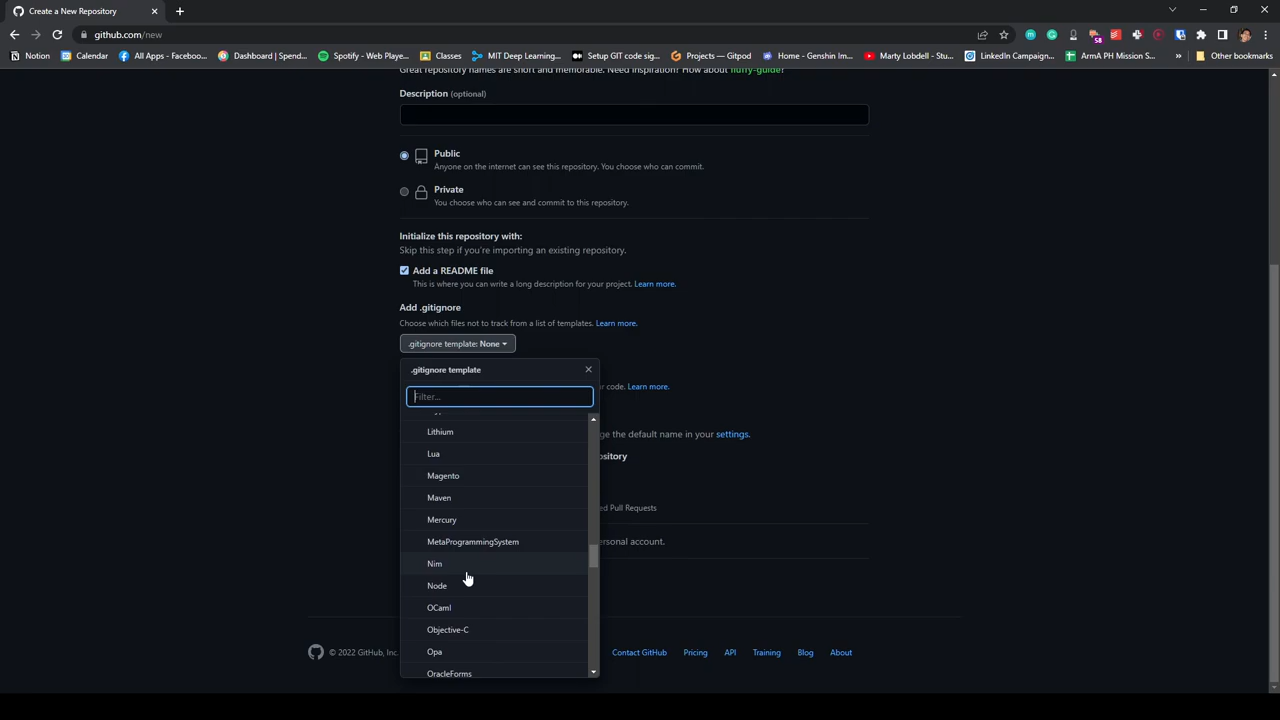 Create a New Repository
github.com/new
58
Notion
Calendar
All Apps – Faceboo...
Dashboard | Spend...
Spotify - Web Playe...
Classes
MIT Deep Learning...
Setup GIT code sig...
Projects — Gitpod
Home - Genshin Im...
Marty Lobdell - Stu...
LinkedIn Campaign...
ArmA PH Mission S...
»
Other bookmarks
Great repository names are short and memorable. Need inspiration? How about fluffy-guider
Description (optional)
Public
Anyone on the internet can see this repository. You choose who can commit.
Private
You choose who can see and commit to this repository.
Initialize this repository with:
Skip this step if you're importing an existing repository.
Add a README file
This is where you can write a long description for your project. Learn more.
Add .gitignore
Choose which files not to track from a list of templates. Learn more.
.gitignore template: None
.gitignore template
Filter...
r code. Learn more.
Lithium
ge the default name in your settings.
Lua
ository
Magento
Maven
ed Pull Requests
Mercury
MetaProgrammingSystem
ersonal account.
Nim
Node
OCaml
Objective-C
Opa
OracleForms
© 2022 GitHub, Inc.
Contact GitHub
Pricing
API
Training
Blog
About